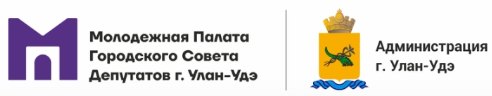 Молодежная Палата
Городского Совета
Депутатов г. Улан-Удэ
Администрация
г. Улан-Удэ